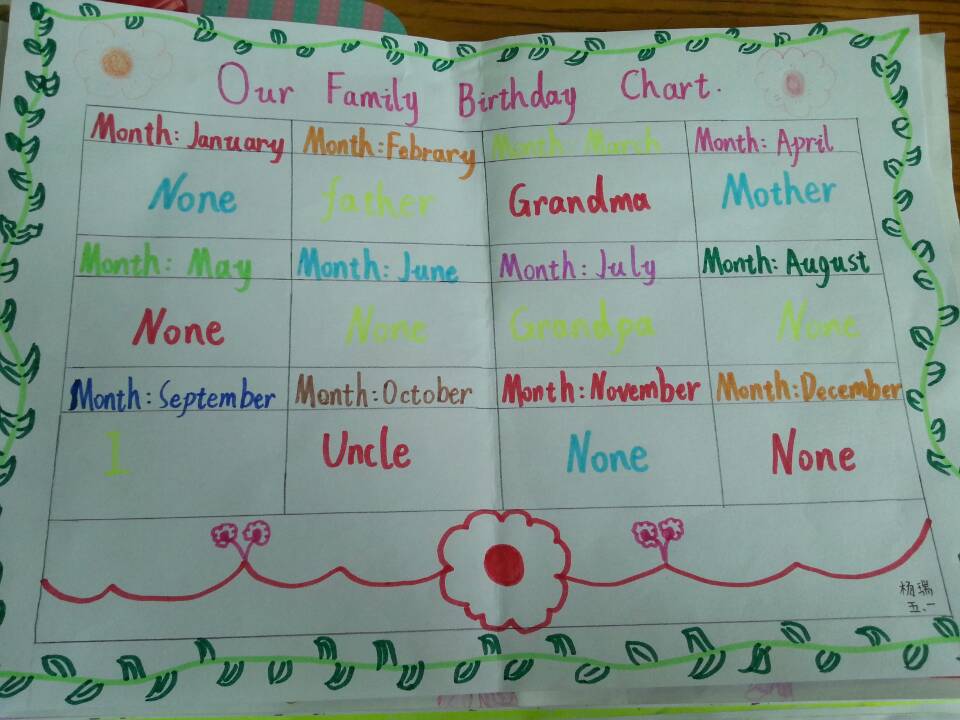 Our Family Birthday Chart.
Month: January Month: Febrary Month: March Month: April
None father Grandma Mother
Month: May Month: June Month: July Month: August
None None Grandpa None
Month: September Month: October Month: November Month: December
I Uncle None None
杨瑞
五.一